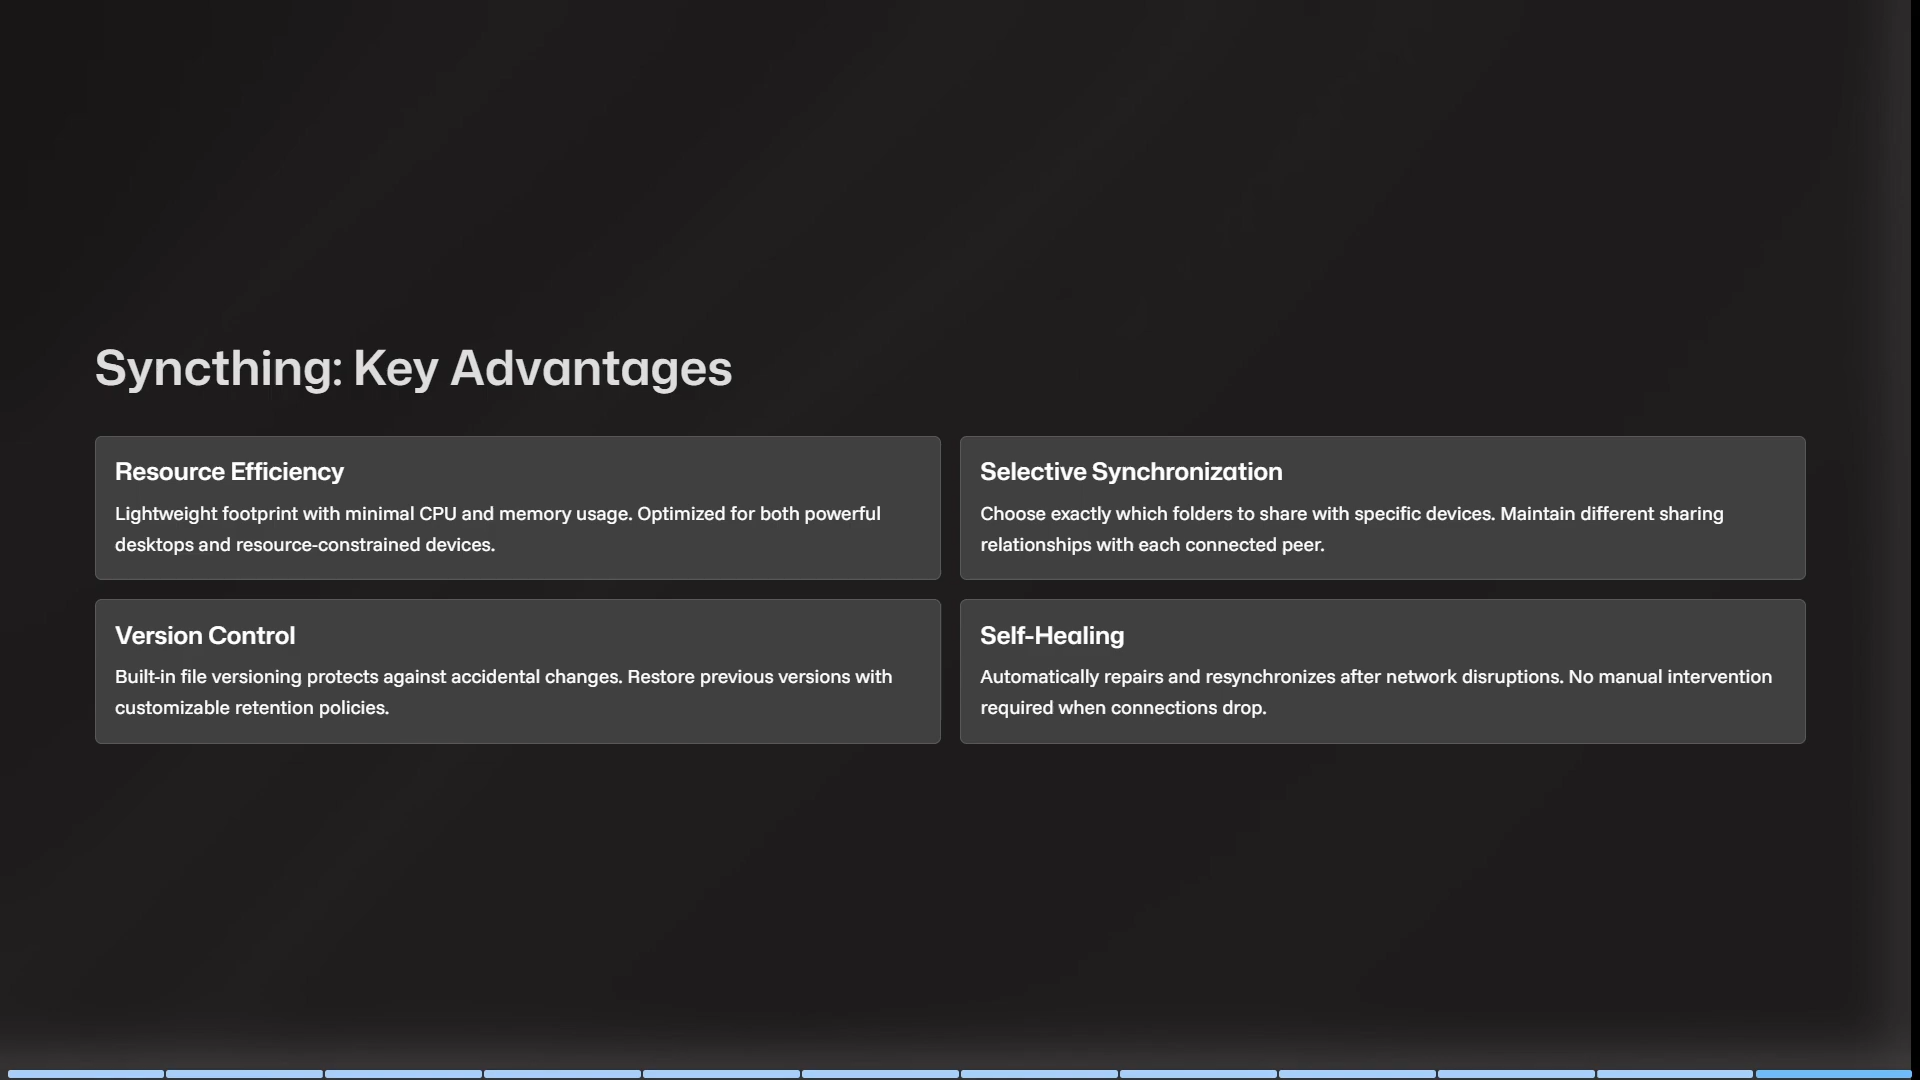 Syncthing: Key Advantages
Resource Efficiency
Lightweight footprint with minimal CPU and memory usage. Optimized for both powerful
desktops and resource-constrained devices.
Selective Synchronization
Choose exactly which folders to share with specific devices. Maintain different sharing
relationships with each connected peer.
Version Control
Built-in file versioning protects against accidental changes. Restore previous versions with
customizable retention policies.
Self-Healing
Automatically repairs and resynchronizes after network disruptions. No manual intervention
required when connections drop.